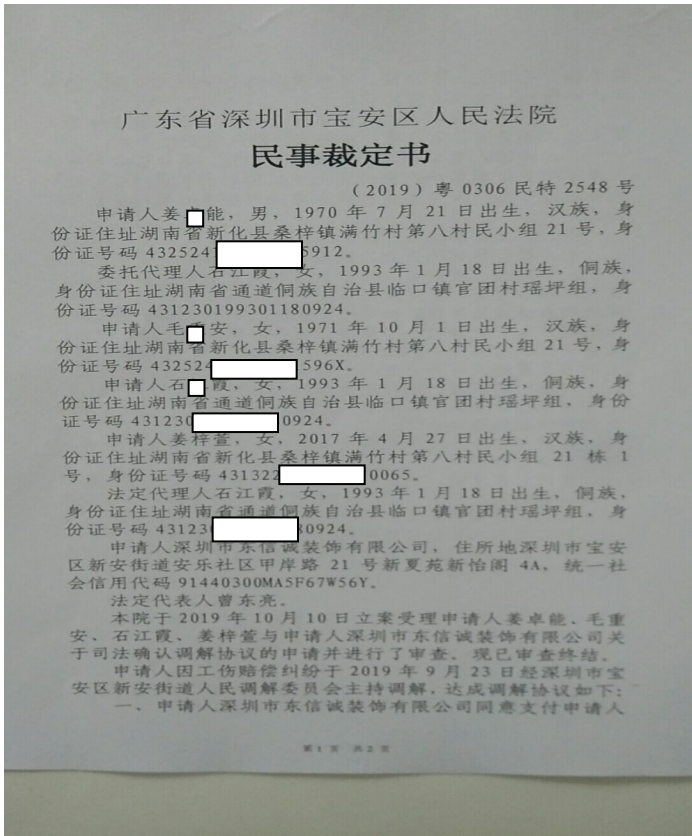 广东省深圳市宝安区人民法院
民事裁定书
（2019）粤 0306 民特 2548 号
申请人姜 能，男，1970 年 7 月 21 日出生，汉族，身
份证住址湖南省新化县桑梓镇满竹村第八村民小组 21 号，身
份证号码 432524 5912。
委托代理人石江霞，女，1993 年 1 月 18 日出生，侗族，
身份证住址湖南省通道侗族自治县临口镇官团村瑶坪组，身
份证号码 431230199301180924。
申请人毛 安，女，1971 年 10 月 1 日出生，汉族，身
份证住址湖南省新化县桑梓镇满竹村第八村民小组 21 号，身
份证号码 432524 596X。
申请人石 霞，女，1993 年 1 月 18 日出生，侗族，身
份证住址湖南省通道侗族自治县临口镇官团村瑶坪组，身份
证号码 431230 0924。
申请人姜梓萱，女，2017 年 4 月 27 日出生，汉族，身
份证住址湖南省新化县桑梓镇满竹村第八村民小组 21 栋 1
号，身份证号码 431322 0065。
法定代理人石江霞，女，1993 年 1 月 18 日出生，侗族，
身份证住址湖南省通道侗族自治县临口镇官团村瑶坪组，身
份证号码 43123 80924。
申请人深圳市东信诚装饰有限公司，住所地深圳市宝安
区新安街道安乐社区甲岸路 21 号新夏苑新怡阁 4A，统一社
会信用代码 91440300MA5F67W56Y。
法定代表人曾东亮。
本院于 2019 年 10 月 10 日立案受理申请人姜卓能、毛重
安、石江霞、姜梓萱与申请人深圳市东信诚装饰有限公司关
于司法确认调解协议的申请并进行了审查。现已审查终结。
申请人因工伤赔偿纠纷于 2019 年 9 月 23 日经深圳市宝
安区新安街道人民调解委员会主持调解，达成调解协议如下：
一、申请人深圳市东信诚装饰有限公司同意支付申请人
第 1 页 共 2 页